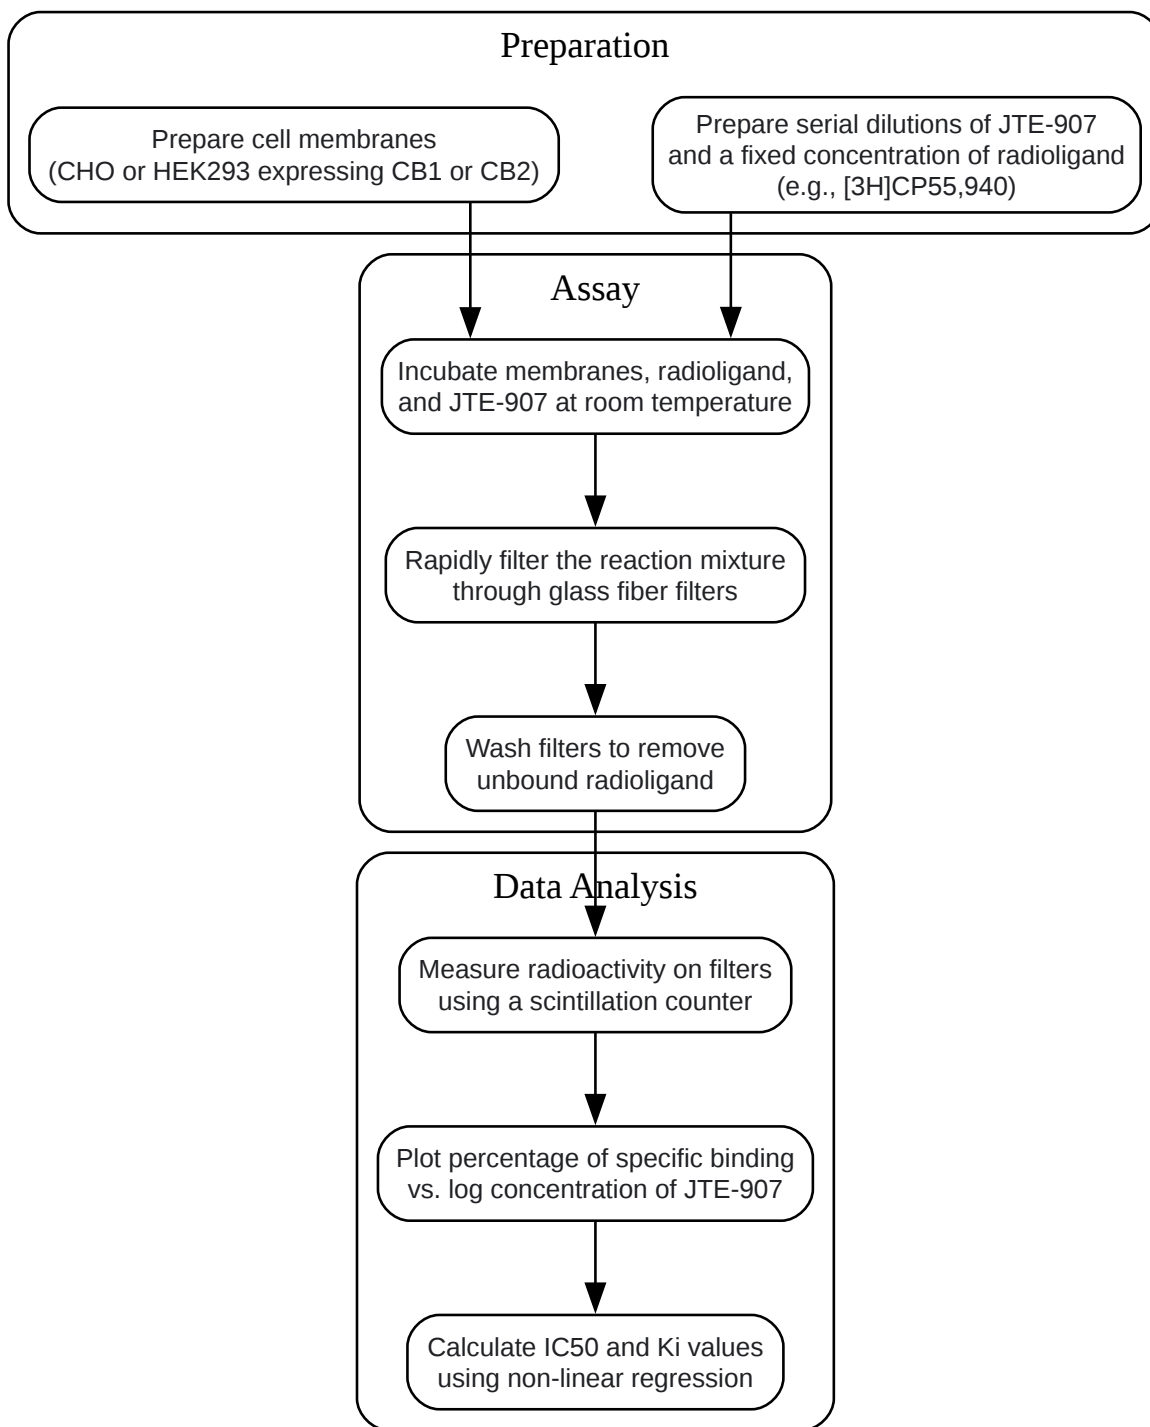 Preparation
Prepare cell membranes
(CHO or HEK293 expressing CB1 or CB2)
Prepare serial dilutions of JTE-907
and a fixed concentration of radioligand
(e.g., [3H]CP55,940)
Assay
Incubate membranes, radioligand,
and JTE-907 at room temperature
Rapidly filter the reaction mixture
through glass fiber filters
Wash filters to remove
unbound radioligand
Data Analysis
Measure radioactivity on filters
using a scintillation counter
Plot percentage of specific binding
vs. log concentration of JTE-907
Calculate IC50 and Ki values
using non-linear regression